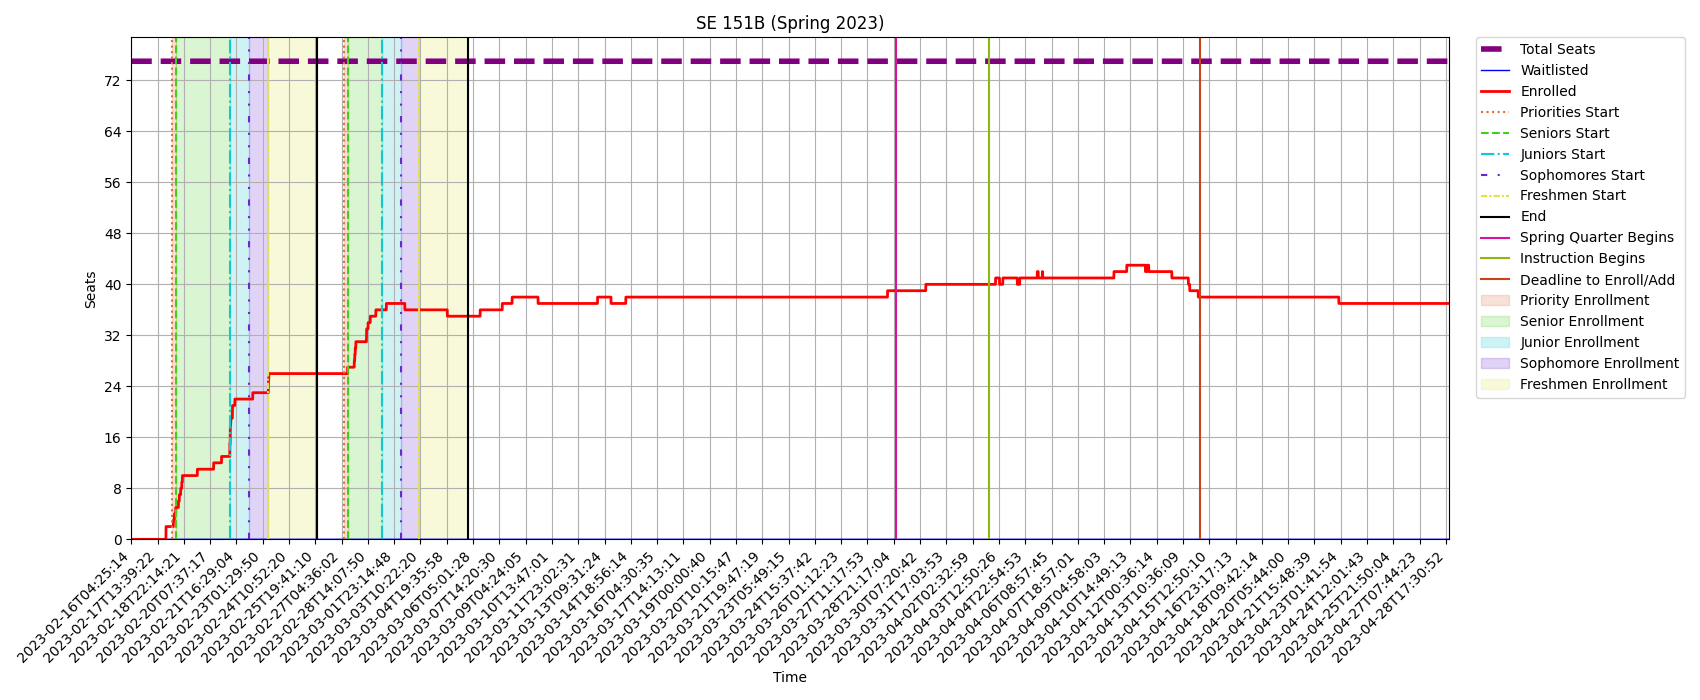 SE 151B (Spring 2023)
Seats
72
64
56
48
40
32
24
16
8
0
2023-02-16T04:25:14
2023-02-17T13:39:22
2023-02-18T22:14:21
2023-02-20T07:37:17
2023-02-21T16:29:04
2023-02-23T01:29:50
2023-02-24T10:52:20
2023-02-25T19:41:10
2023-02-27T04:36:02
2023-02-28T14:07:50
2023-03-01T23:14:48
2023-03-03T10:22:20
2023-03-04T19:35:58
2023-03-06T05:01:28
2023-03-07T14:20:30
2023-03-09T04:24:05
2023-03-10T13:47:01
2023-03-11T23:02:31
2023-03-13T09:31:24
2023-03-14T18:56:14
2023-03-16T04:30:35
2023-03-17T14:13:11
2023-03-19T00:00:40
2023-03-20T10:15:47
2023-03-21T19:47:19
2023-03-23T05:49:15
2023-03-24T15:37:42
2023-03-26T01:12:23
2023-03-27T11:17:53
2023-03-28T21:17:04
2023-03-30T07:20:42
2023-03-31T17:03:53
2023-04-02T02:32:59
2023-04-03T12:50:26
2023-04-04T22:54:53
2023-04-06T08:57:45
2023-04-07T18:57:01
2023-04-09T04:58:03
2023-04-10T14:49:13
2023-04-12T00:36:14
2023-04-13T10:36:09
2023-04-15T12:50:10
2023-04-16T23:17:13
2023-04-18T09:42:14
2023-04-20T05:44:00
2023-04-21T15:48:39
2023-04-23T01:41:54
2023-04-24T12:01:43
2023-04-25T21:50:04
2023-04-27T07:44:23
2023-04-28T17:30:52
Time
Total Seats
Waitlisted
Enrolled
Priorities Start
Seniors Start
Juniors Start
Sophomores Start
Freshmen Start
End
Spring Quarter Begins
Instruction Begins
Deadline to Enroll/Add
Priority Enrollment
Senior Enrollment
Junior Enrollment
Sophomore Enrollment
Freshmen Enrollment